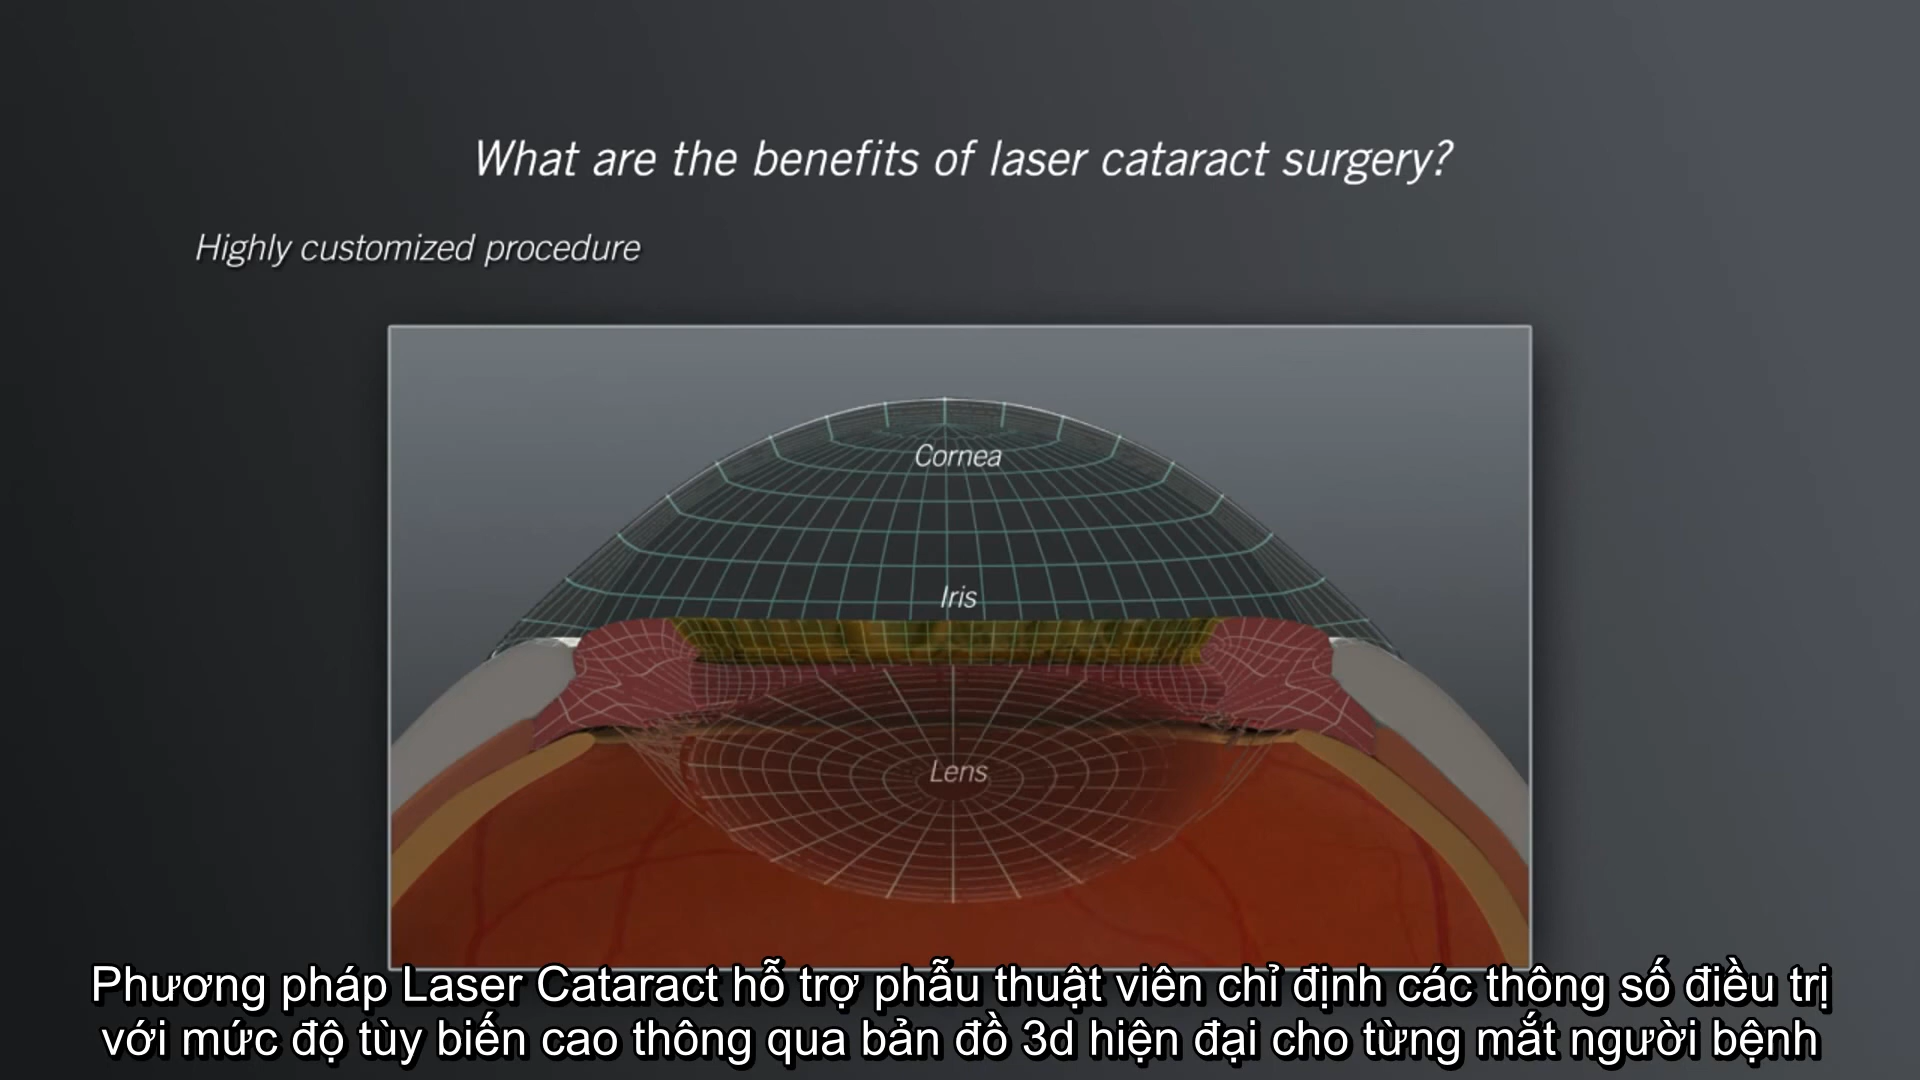 What are the benefits of laser cataract surgery?
Highly customized procedure
Cornea
Iris
Lens
Phương pháp Laser Cataract hỗ trợ phẫu thuật viên chỉ định các thông số điều trị
với mức độ tùy biến cao thông qua bản đồ 3d hiện đại cho từng mắt người bệnh